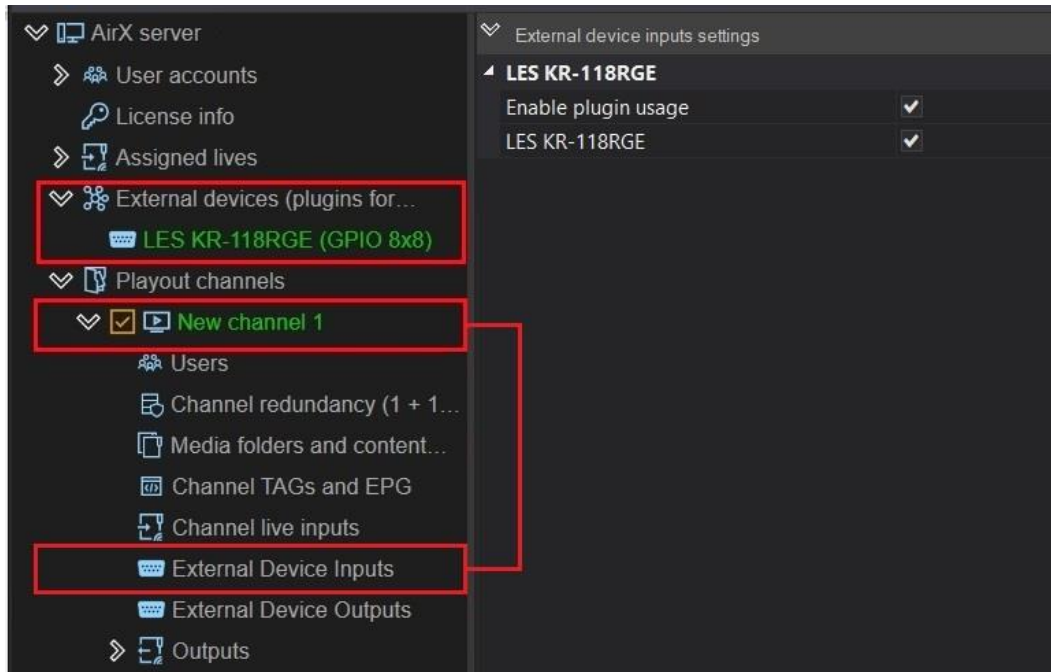 AirX server
User accounts
License info
Assigned lives
External devices (plugins for...
LES KR-118RGE (GPIO 8x8)
Playout channels
New channel 1
Users
Channel redundancy (1 + 1...
Media folders and content...
Channel TAGs and EPG
Channel live inputs
External Device Inputs
External Device Outputs
Outputs
External device inputs settings
LES KR-118RGE
Enable plugin usage
LES KR-118RGE